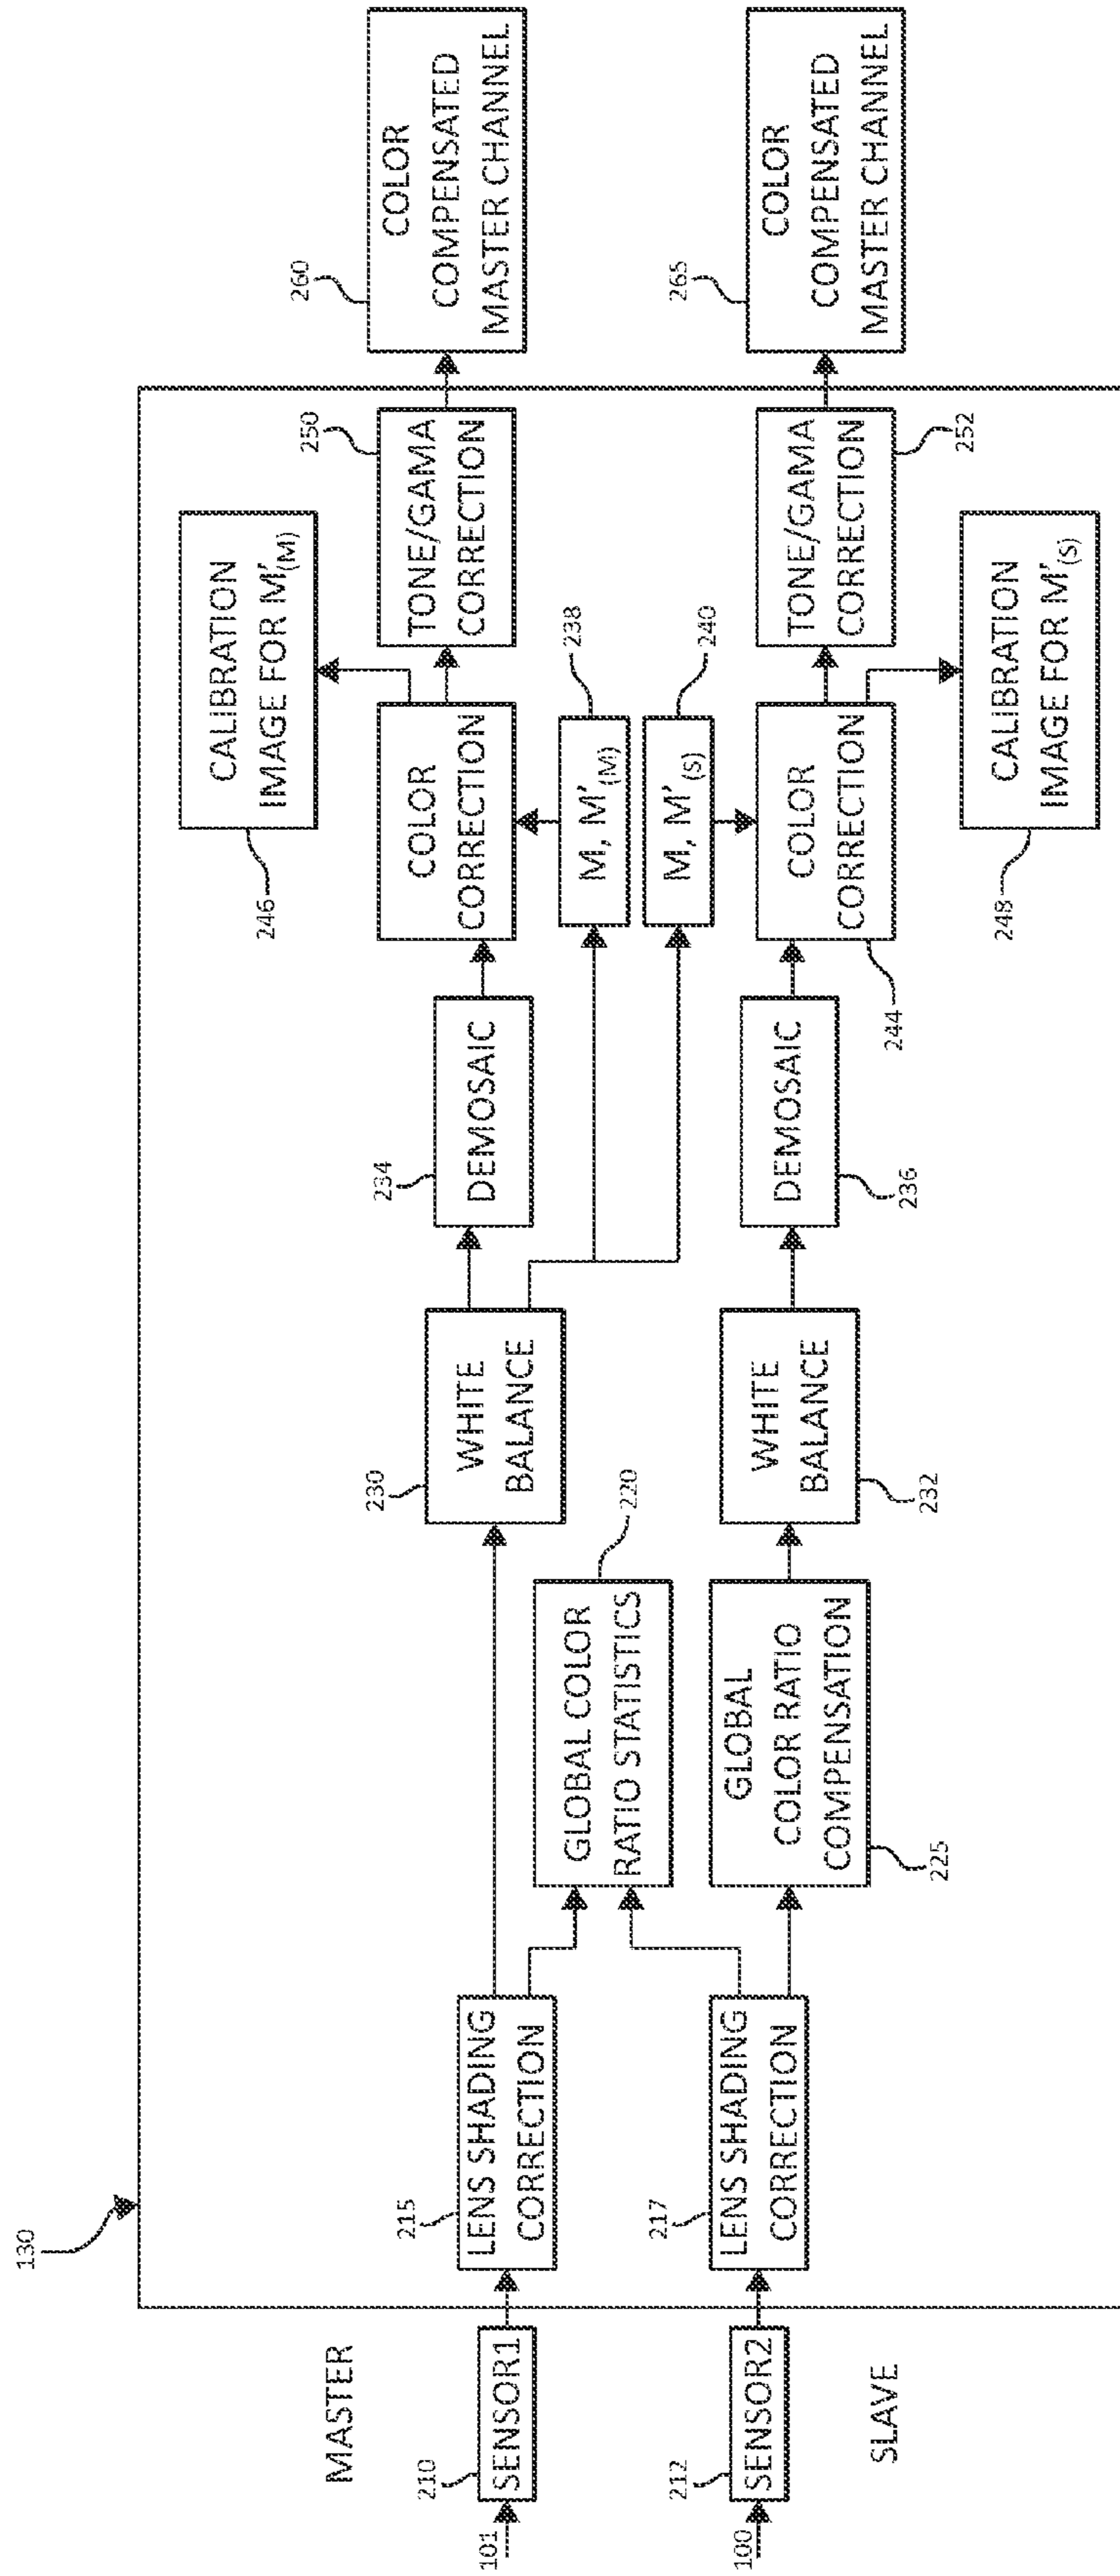 130
MASTER
101
210
SENSOR1
215
LENS SHADING
CORRECTION
230
WHITE
BALANCE
234
DEMOSAIC
COLOR
CORRECTION
246
CALIBRATION
IMAGE FOR M'(M)
250
TONE/GAMA
CORRECTION
260
COLOR
COMPENSATED
MASTER CHANNEL
220
GLOBAL COLOR
RATIO STATISTICS
238
M, M'(M)
240
M, M'(S)
SLAVE
100
212
SENSOR2
217
LENS SHADING
CORRECTION
225
GLOBAL
COLOR RATIO
COMPENSATION
232
WHITE
BALANCE
236
DEMOSAIC
244
COLOR
CORRECTION
248
CALIBRATION
IMAGE FOR M'(S)
252
TONE/GAMA
CORRECTION
265
COLOR
COMPENSATED
MASTER CHANNEL